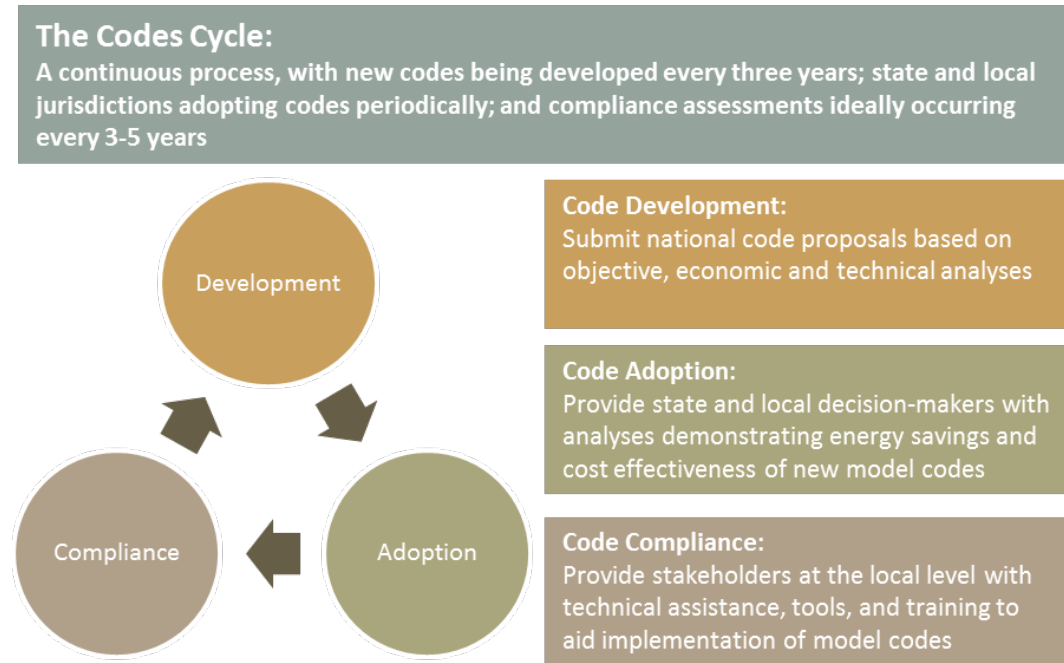 The Codes Cycle:
A continuous process, with new codes being developed every three years; state and local
jurisdictions adopting codes periodically; and compliance assessments ideally occurring
every 3-5 years
Development
Compliance
Adoption
Code Development:
Submit national code proposals based on
objective, economic and technical analyses
Code Adoption:
Provide state and local decision-makers with
analyses demonstrating energy savings and
cost effectiveness of new model codes
Code Compliance:
Provide stakeholders at the local level with
technical assistance, tools, and training to
aid implementation of model codes